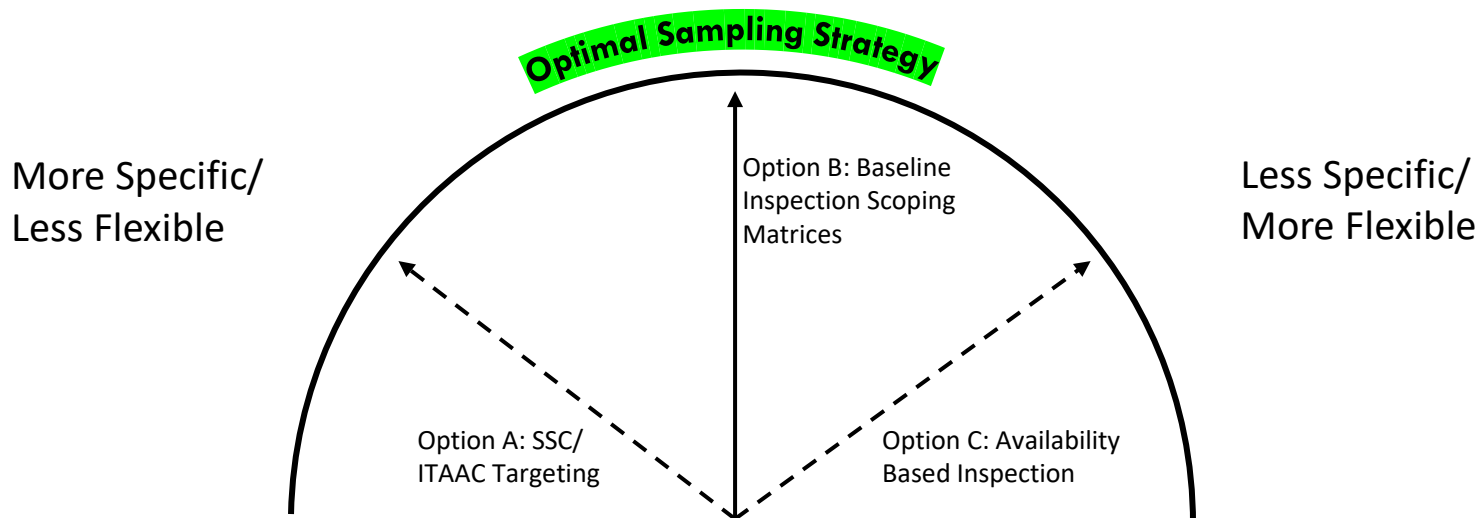 Optimal Sampling Strategy
More Specific/
Less Flexible
Option B: Baseline
Inspection Scoping
Matrices
Less Specific/
More Flexible
Option A: SSC/
ITAAC Targeting
Option C: Availability
Based Inspection